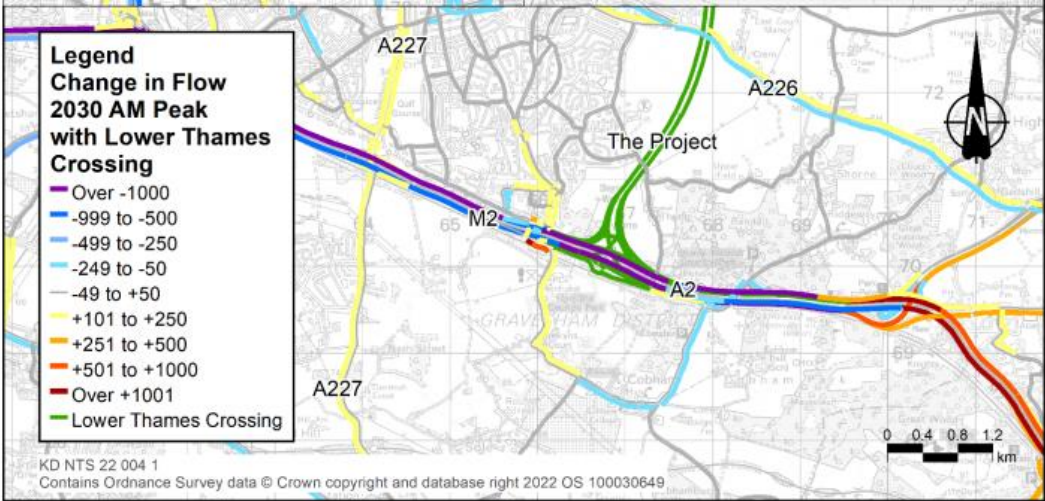 Legend
Change in Flow
2030 AM Peak
with Lower Thames
Crossing
Over -1000
-999 to -500
-499 to -250
-249 to -50
-49 to +50
+101 to +250
+251 to +500
+501 to +1000
Over +1001
Lower Thames Crossing
A227
A226
72
The Project
N
Shorne
68
71
65
M2
70
A2
GRAVESHAM
69
Cobham
A227
0 0.4 0.8 1.2
km
KD NTS 22 004 1
Contains Ordnance Survey data © Crown copyright and database right 2022 OS 100030649